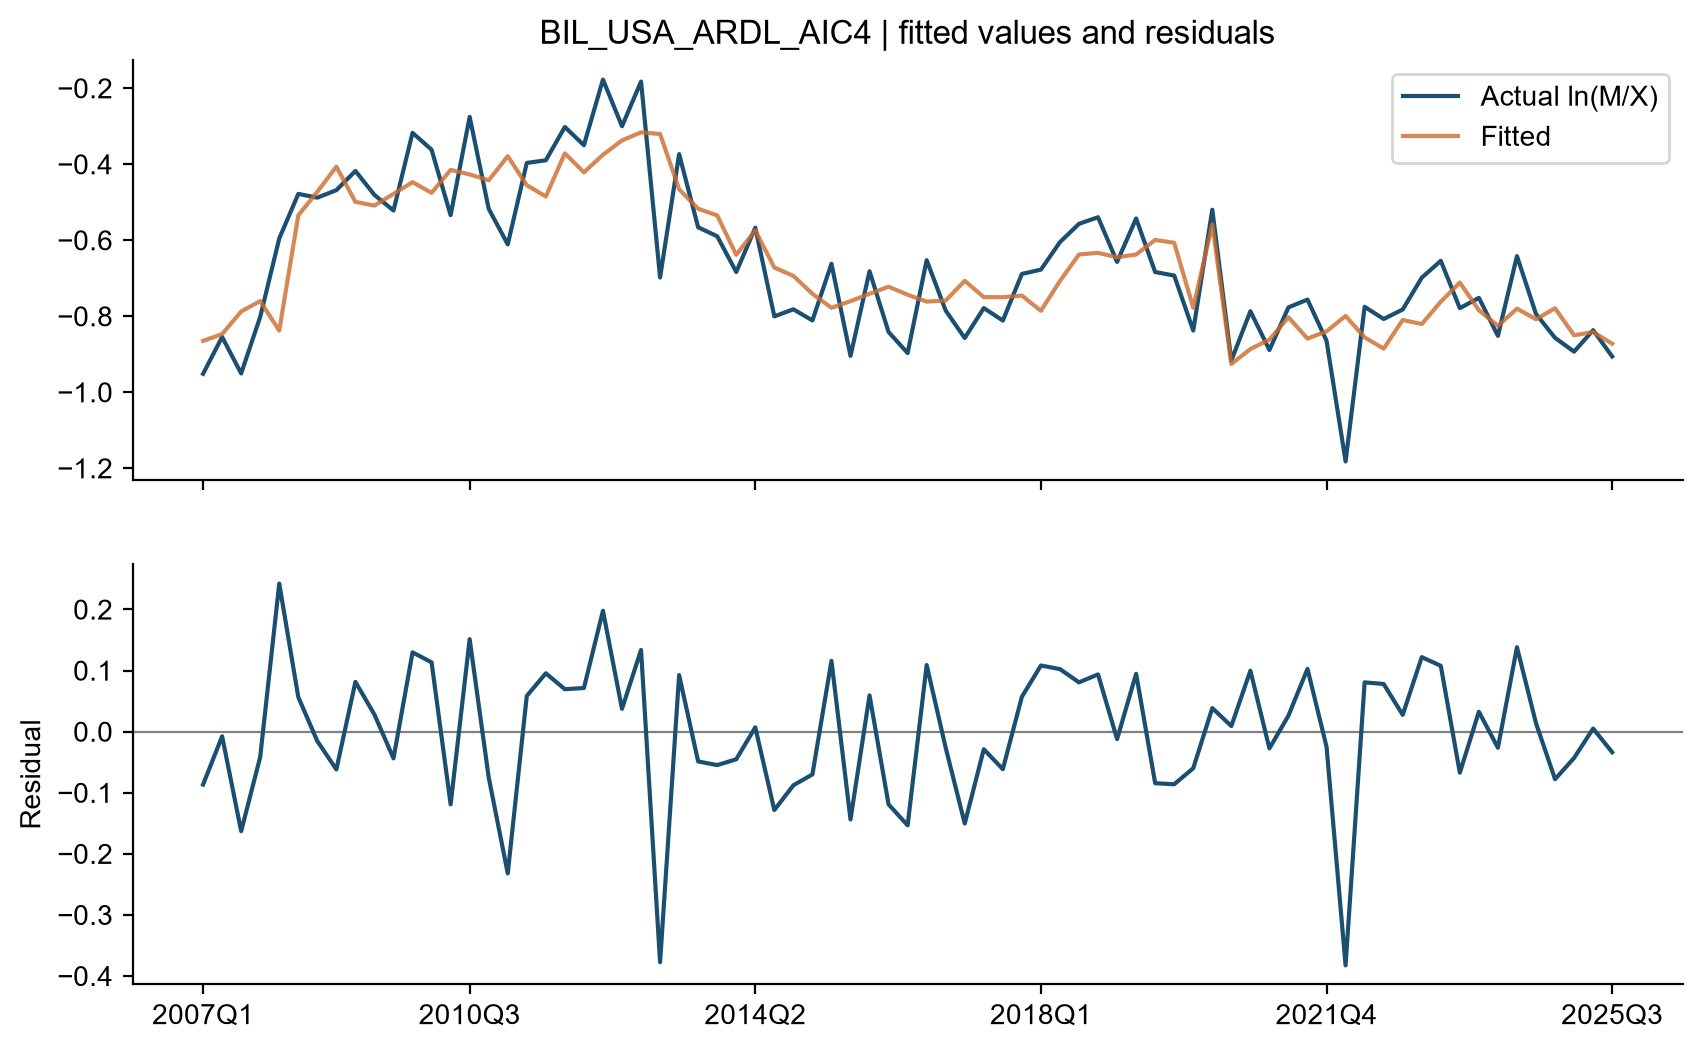 BIL_USA_ARDL_AIC4 | fitted values and residuals
Actual ln(M/X)
Fitted
−0.2
−0.4
−0.6
−0.8
−1.0
−1.2
Residual
0.2
0.1
0.0
−0.1
−0.2
−0.3
−0.4
2007Q1 2010Q3 2014Q2 2018Q1 2021Q4 2025Q3